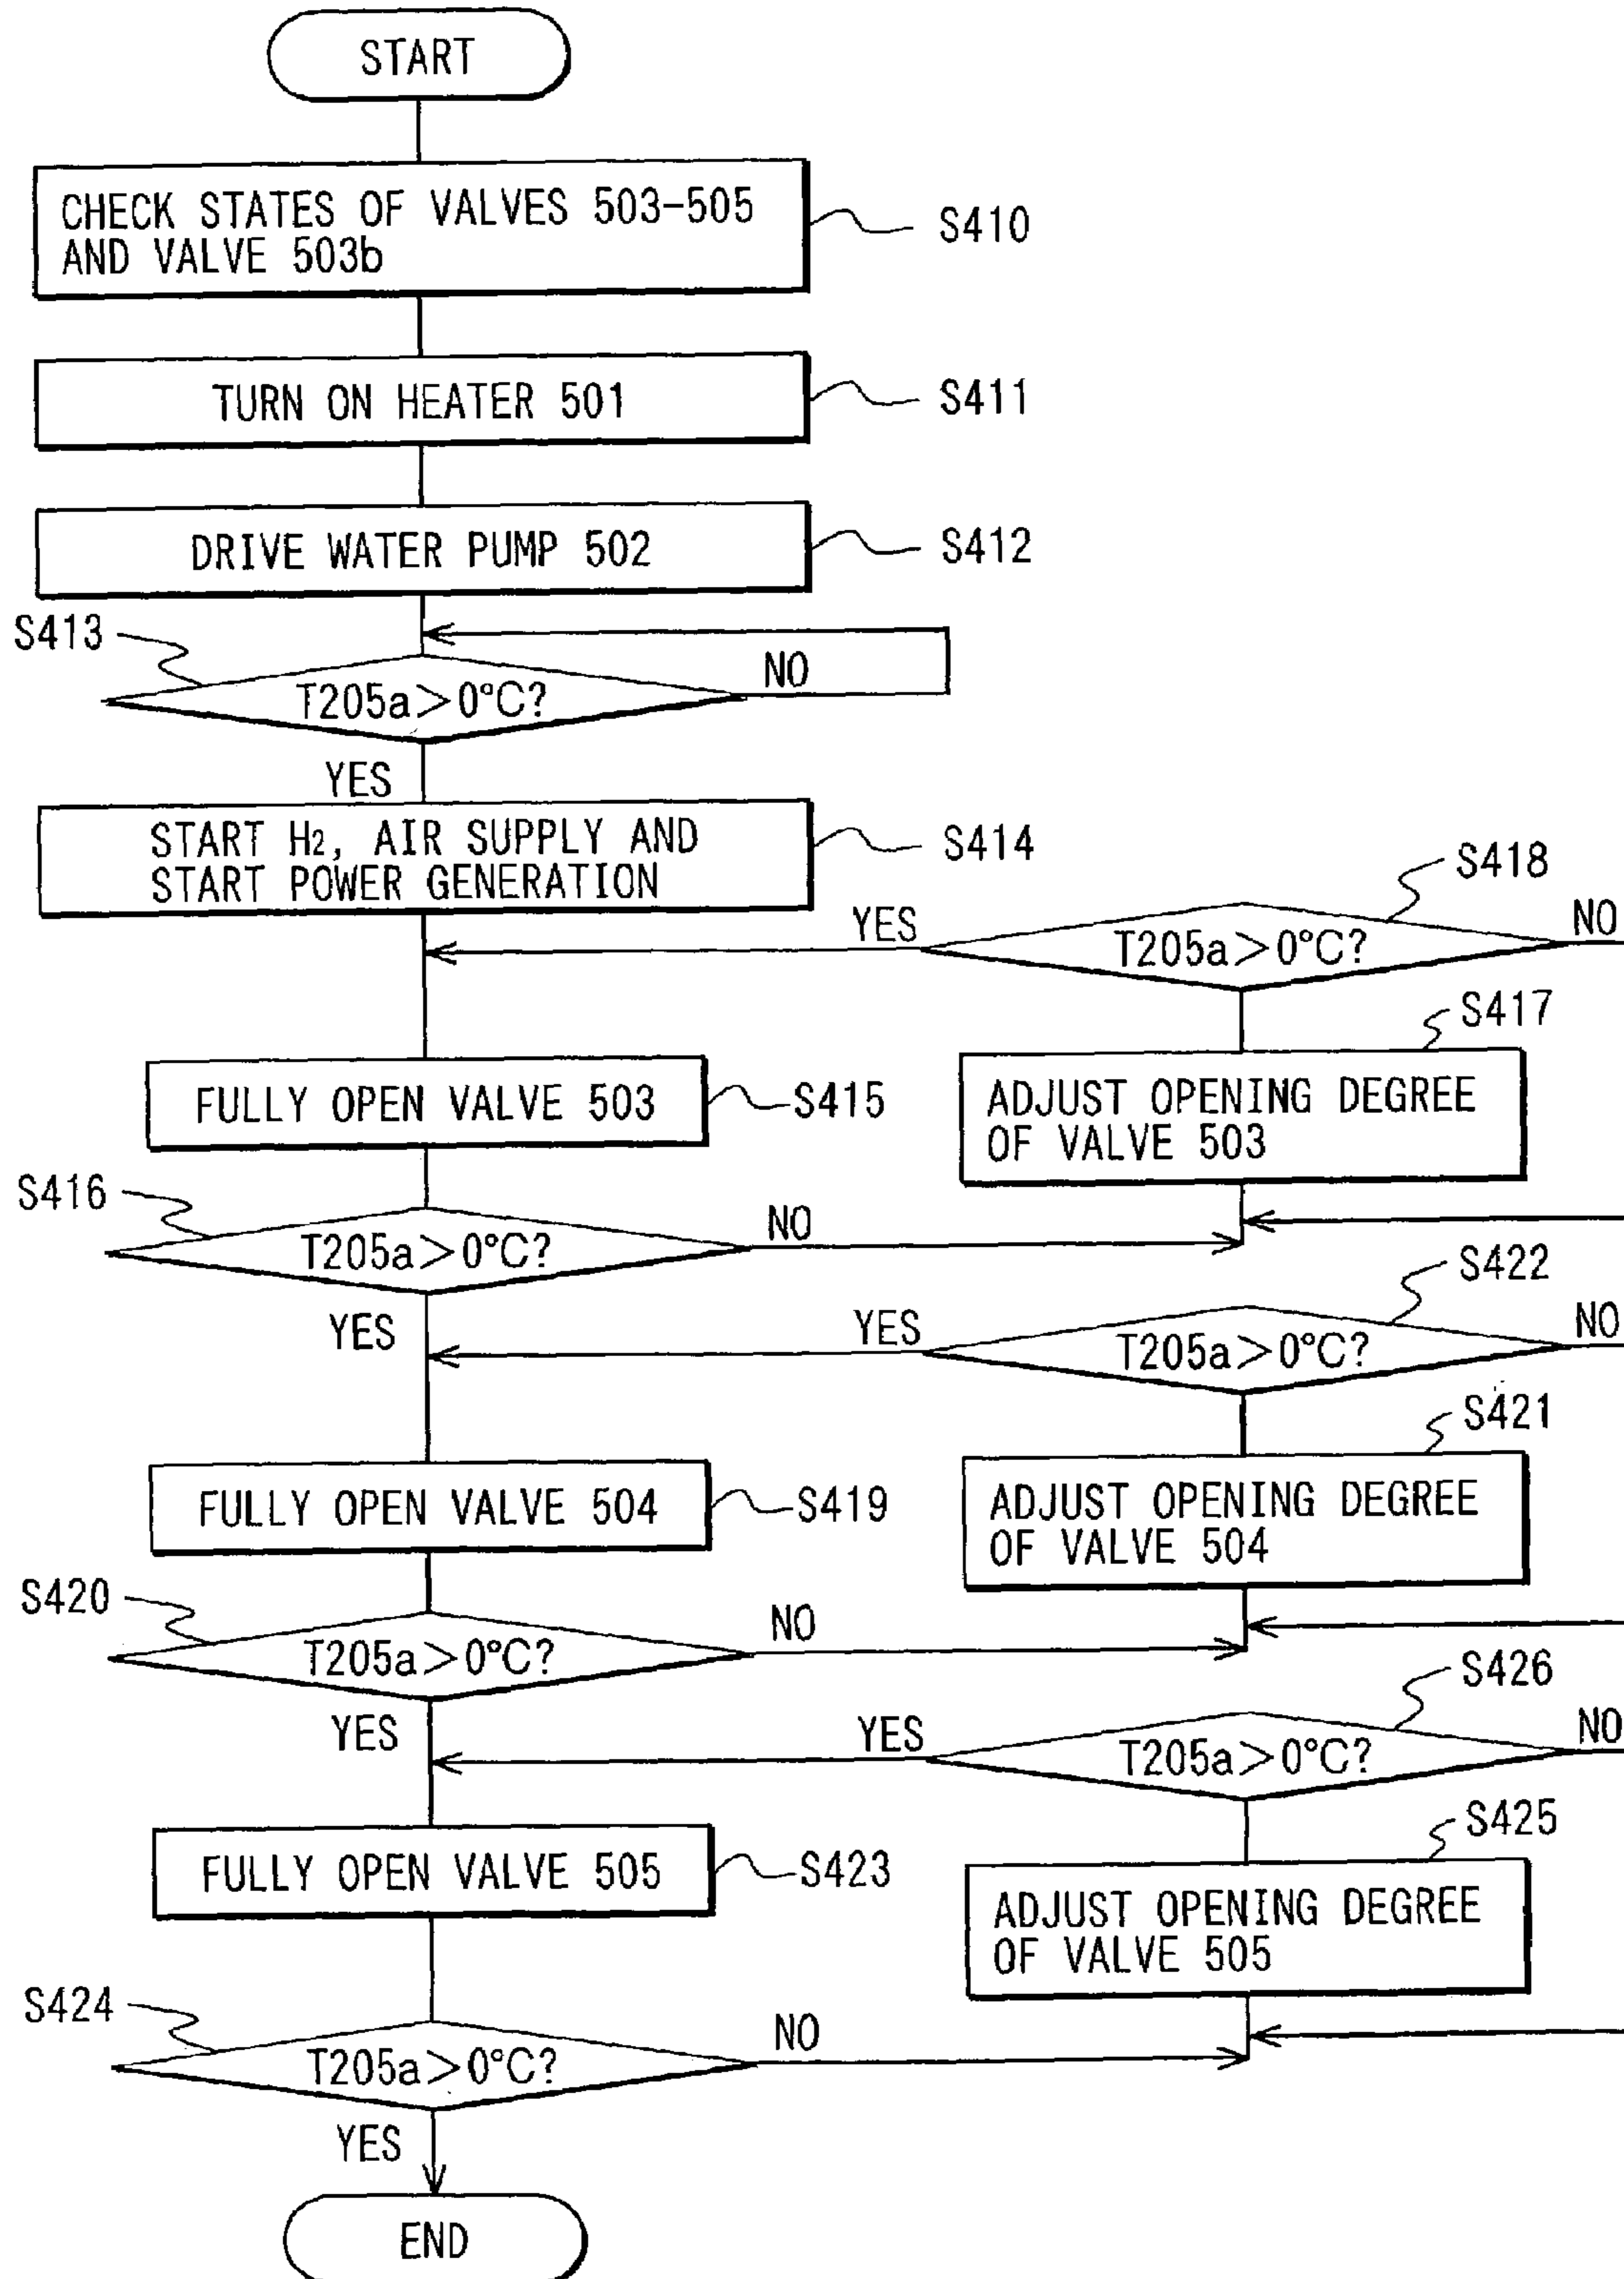 START
CHECK STATES OF VALVES 503-505
AND VALVE 503b
S410
TURN ON HEATER 501
S411
DRIVE WATER PUMP 502
S412
S413
T205a>0°C?
NO
YES
START H2, AIR SUPPLY AND
START POWER GENERATION
S414
S418
T205a>0°C?
YES
NO
S417
ADJUST OPENING DEGREE
OF VALVE 503
FULLY OPEN VALVE 503
S415
S416
T205a>0°C?
NO
YES
S422
T205a>0°C?
YES
NO
S421
ADJUST OPENING DEGREE
OF VALVE 504
FULLY OPEN VALVE 504
S419
S420
T205a>0°C?
NO
YES
S426
T205a>0°C?
YES
NO
S425
ADJUST OPENING DEGREE
OF VALVE 505
FULLY OPEN VALVE 505
S423
S424
T205a>0°C?
NO
YES
END